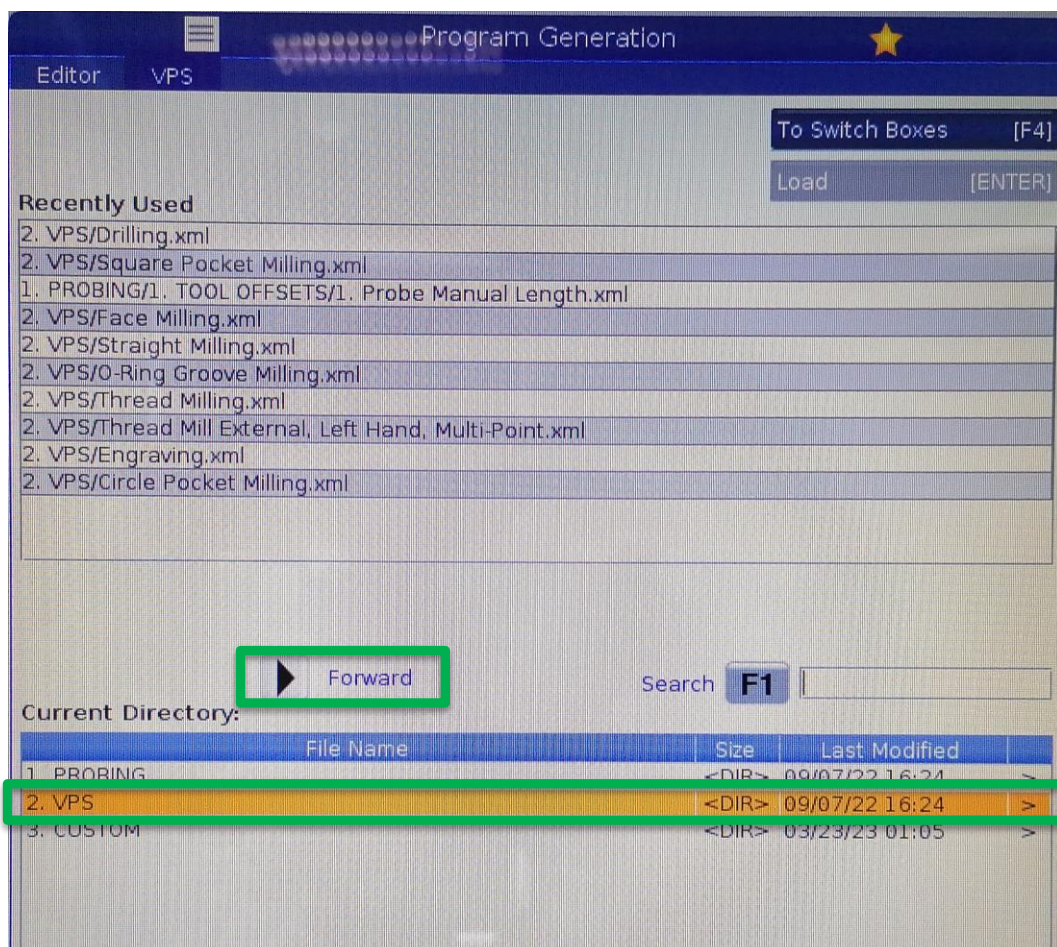 Program Generation
Editor VPS
To Switch Boxes [F4]
Load [ENTER]
Recently Used
2. VPS/Drilling.xml
2. VPS/Square Pocket Milling.xml
1. PROBING/1. TOOL OFFSETS/1. Probe Manual Length.xml
2. VPS/Face Milling.xml
2. VPS/Straight Milling.xml
2. VPS/O-Ring Groove Milling.xml
2. VPS/Thread Milling.xml
2. VPS/Thread Mill External, Left Hand, Multi-Point.xml
2. VPS/Engraving.xml
2. VPS/Circle Pocket Milling.xml
Forward Search F1
Current Directory:
File Name Size Last Modified
1. PROBING <DIR> 09/07/22 16:24 >
2. VPS <DIR> 09/07/22 16:24 >
3. CUSTOM <DIR> 03/23/23 01:05 >